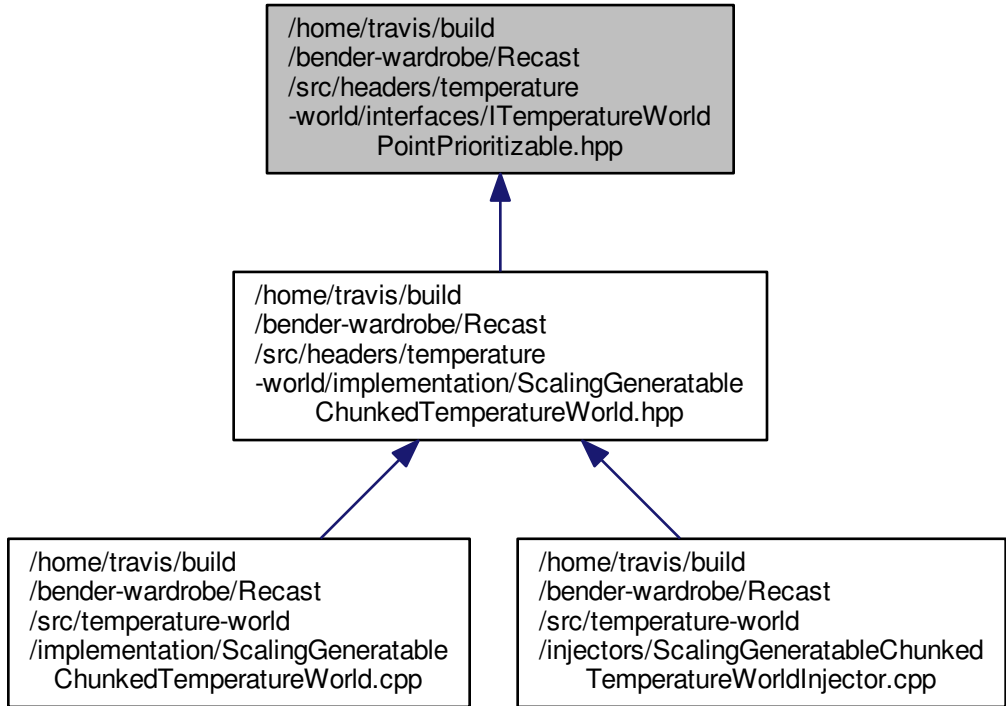 /home/travis/build
/bender-wardrobe/Recast
/src/headers/temperature
-world/interfaces/ITemperatureWorld
PointPrioritizable.hpp
/home/travis/build
/bender-wardrobe/Recast
/src/headers/temperature
-world/implementation/ScalingGeneratable
ChunkedTemperatureWorld.hpp
/home/travis/build
/bender-wardrobe/Recast
/src/temperature-world
/implementation/ScalingGeneratable
ChunkedTemperatureWorld.cpp
/home/travis/build
/bender-wardrobe/Recast
/src/temperature-world
/injectors/ScalingGeneratableChunked
TemperatureWorldInjector.cpp